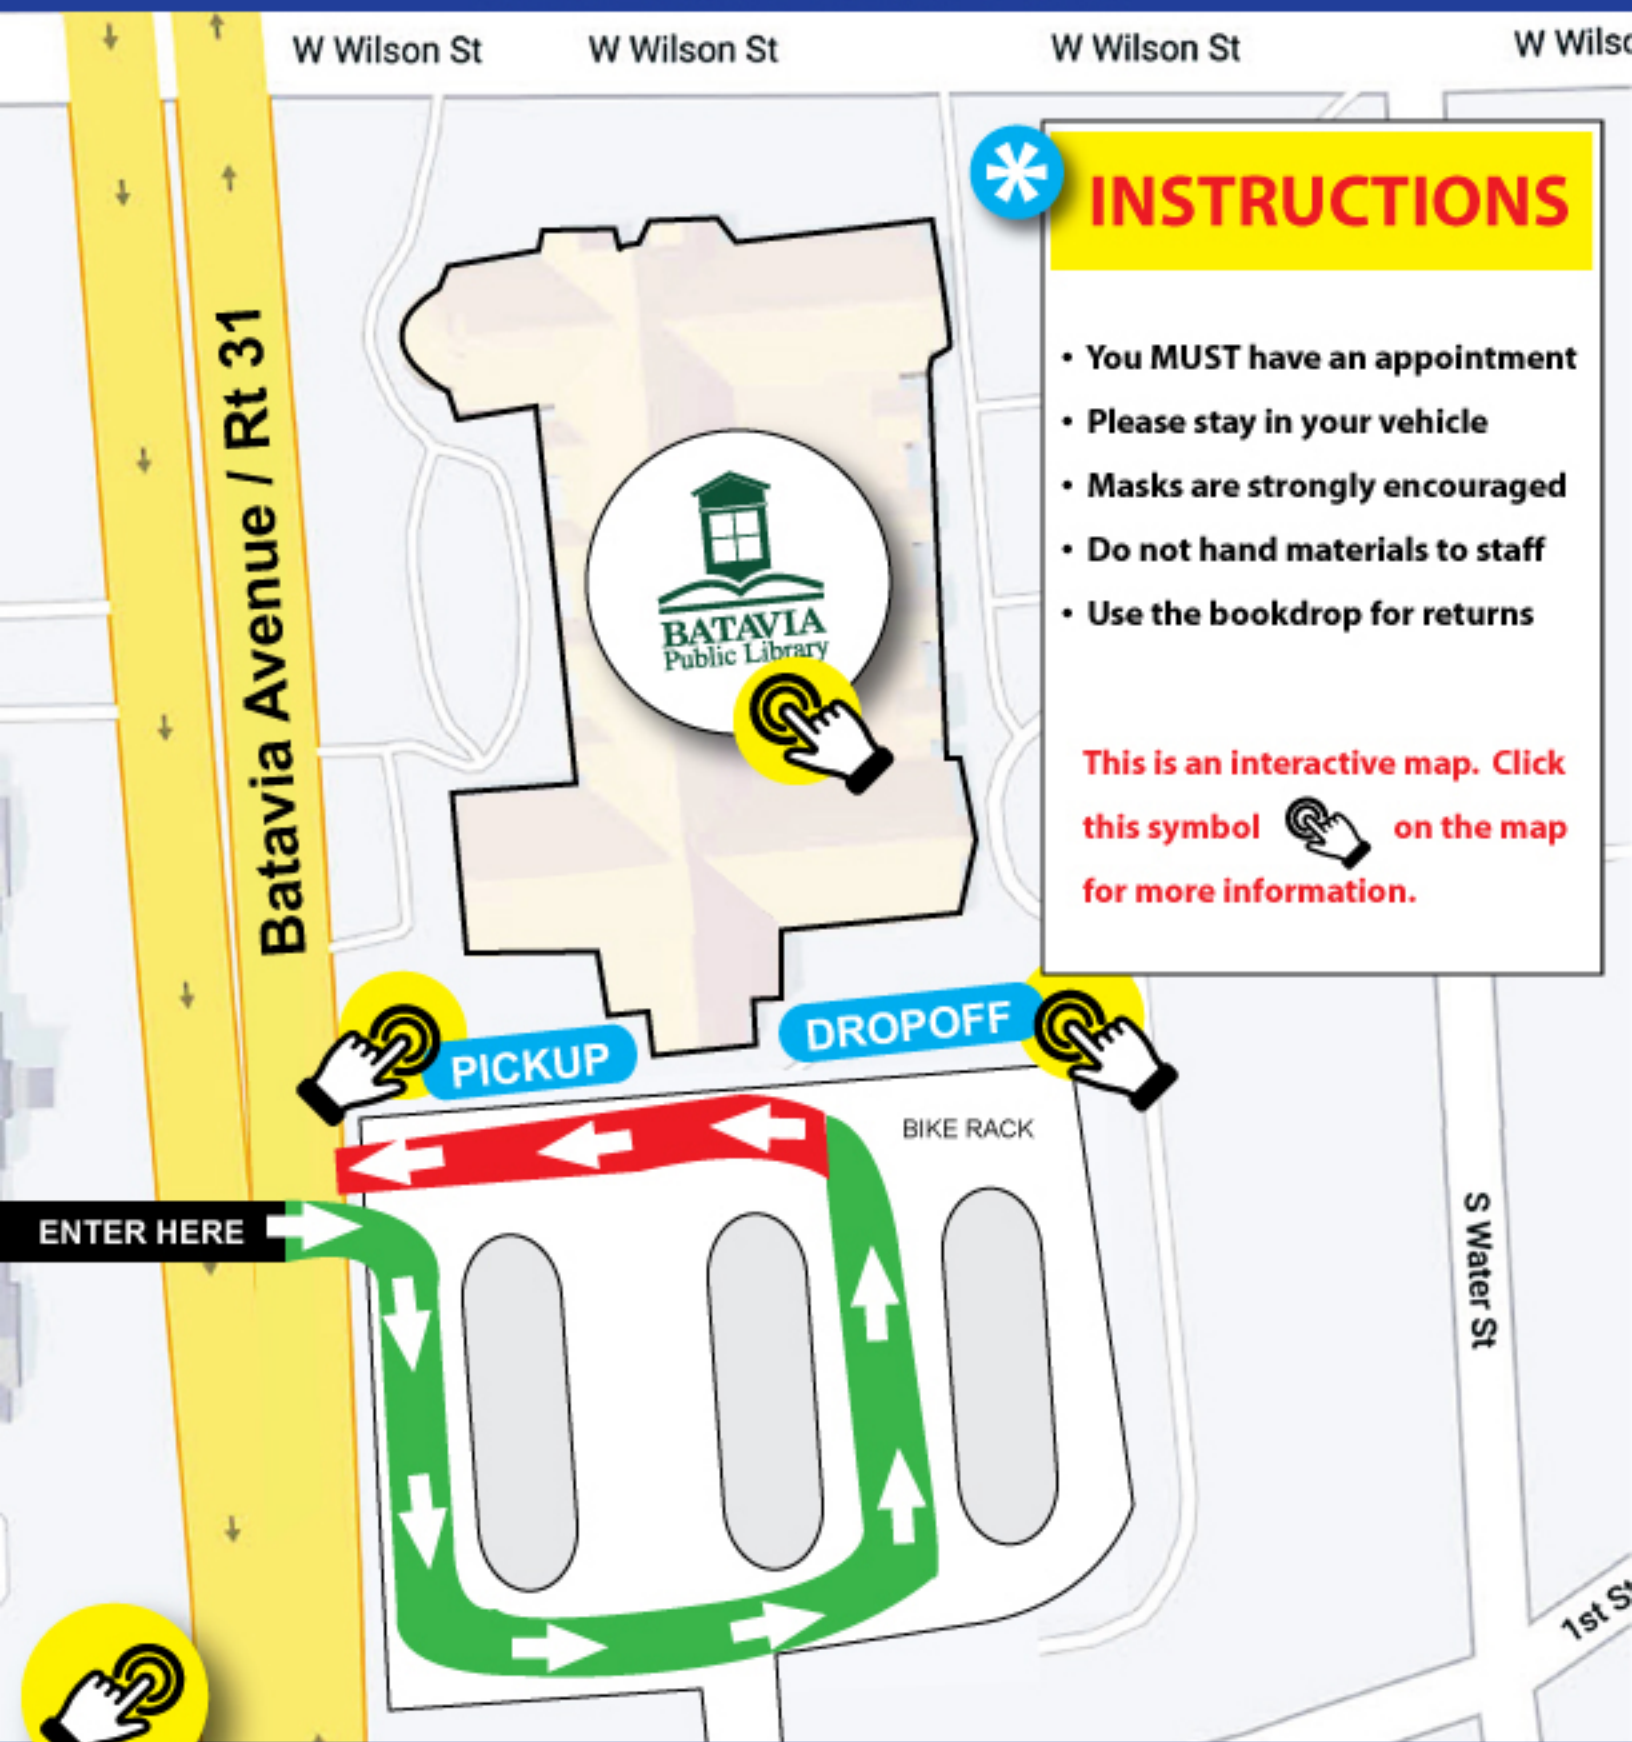 W Wilson St
W Wilson St
W Wilson St
W Wilso
INSTRUCTIONS
• You MUST have an appointment
• Please stay in your vehicle
• Masks are strongly encouraged
• Do not hand materials to staff
• Use the bookdrop for returns
This is an interactive map. Click
this symbol on the map
for more information.
Batavia Avenue / Rt 31
BATAVIA
Public Library
PICKUP
DROPOFF
BIKE RACK
ENTER HERE
S Water St
1st St